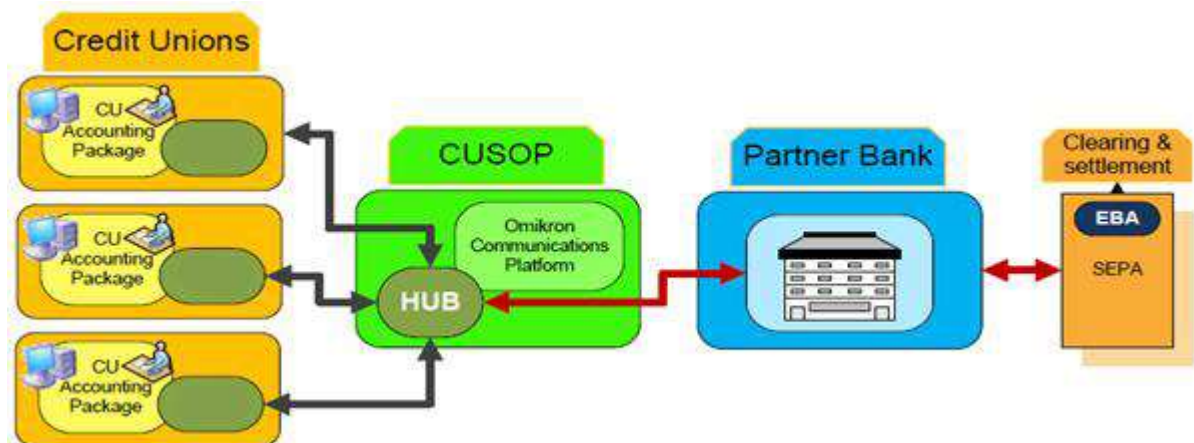 Credit Unions
CU
Accounting
Package
CU
Accounting
Package
CU
Accounting
Package
CUSOP
Omikron
Communications
Platform
HUB
Partner Bank
Clearing &
settlement
EBA
SEPA